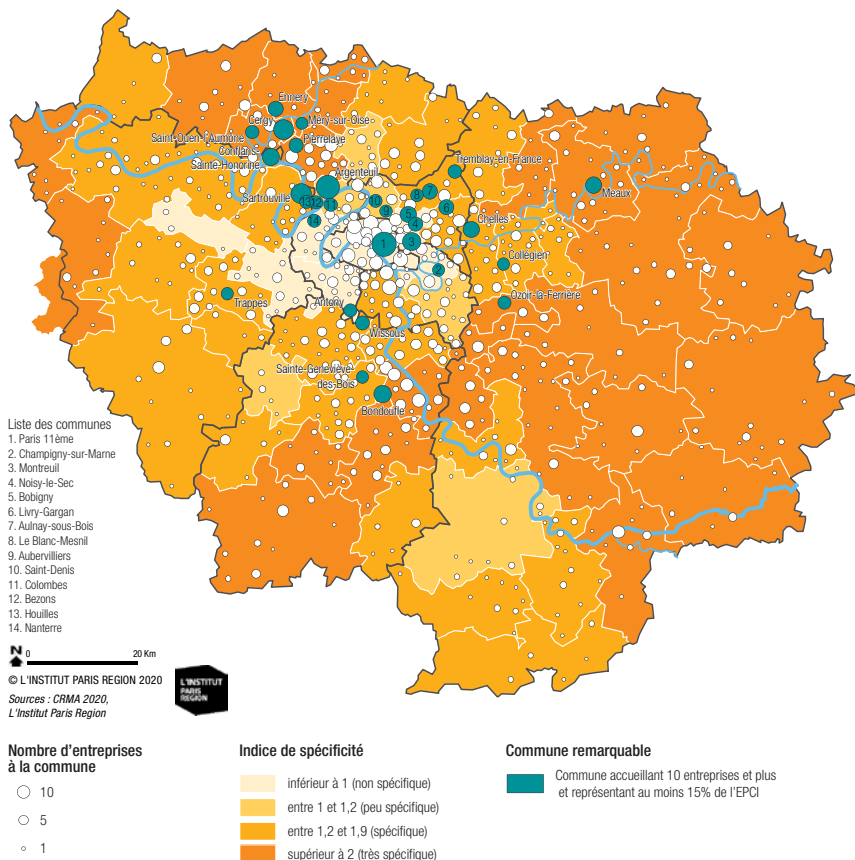 Ennery
Cergy
Méry-sur-Oise
Saint-Ouen-l'Aumône
Pierrelaye
Conflans-
Sainte-Honorine
Argenteuil
Tremblay-en-France
Meaux
Sartrouville
13
12
11
10
9
8
7
6
5
4
3
1
2
14
Chelles
Collégien
Trappes
Ozoir-la-Ferrière
Antony
Wissous
Sainte-Geneviève-
des-Bois
Bondoufle
Liste des communes
1. Paris 11ème
2. Champigny-sur-Marne
3. Montreuil
4. Noisy-le-Sec
5. Bobigny
6. Livry-Gargan
7. Aulnay-sous-Bois
8. Le Blanc-Mesnil
9. Aubervilliers
10. Saint-Denis
11. Colombes
12. Bezons
13. Houilles
14. Nanterre
N
0 20 Km
© L'INSTITUT PARIS REGION 2020
Sources : CRMA 2020,
L'Institut Paris Region
L'INSTITUT
PARIS
REGION
Nombre d'entreprises
à la commune
10
5
1
Indice de spécificité
inférieur à 1 (non spécifique)
entre 1 et 1,2 (peu spécifique)
entre 1,2 et 1,9 (spécifique)
supérieur à 2 (très spécifique)
Commune remarquable
Commune accueillant 10 entreprises et plus
et représentant au moins 15% de l'EPCI